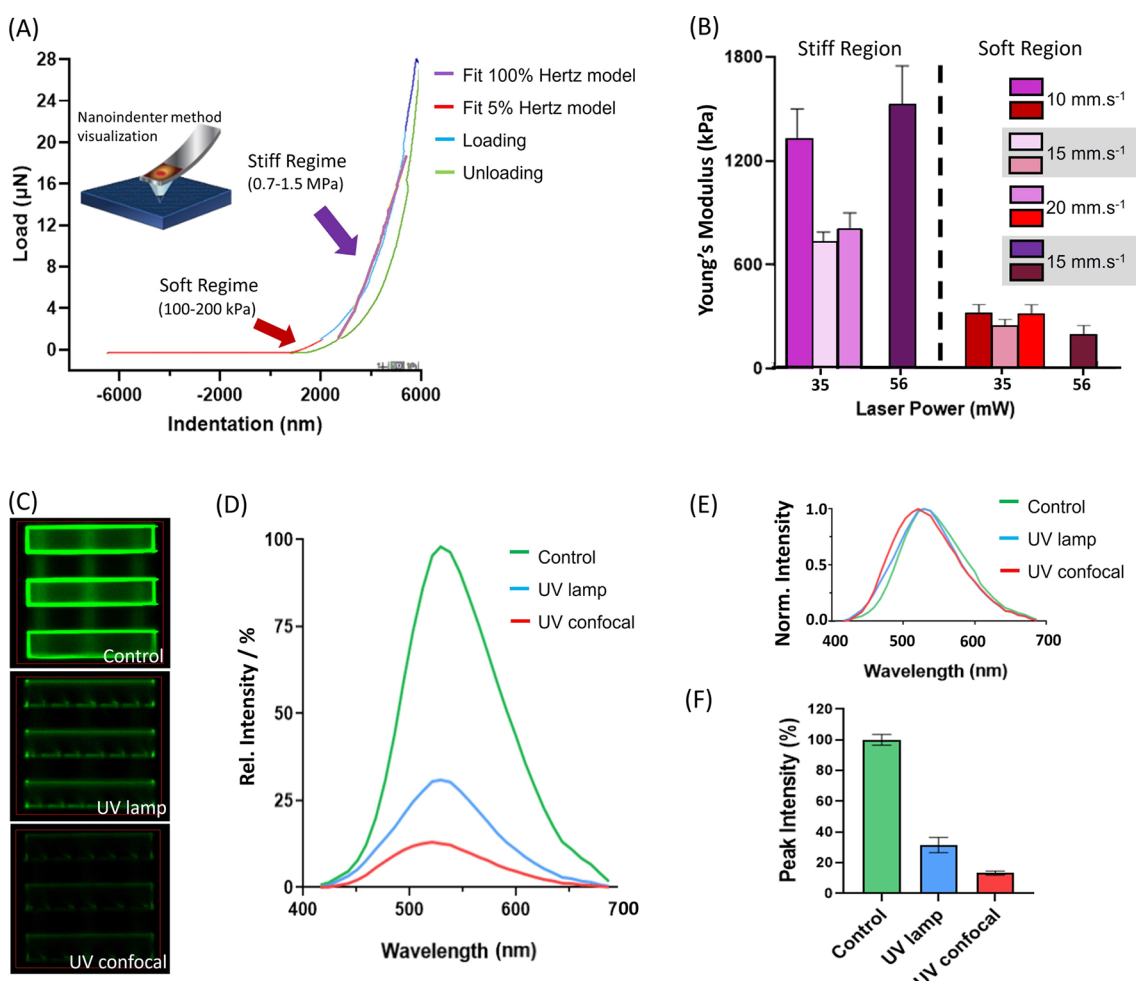 (A)
28
24
20
16
12
8
4
0
Load (µN)
-6000
-2000
2000
6000
Indentation (nm)
Nanoindenter method
visualization
Stiff Regime
(0.7-1.5 MPa)
Soft Regime
(100-200 kPa)
Fit 100% Hertz model
Fit 5% Hertz model
Loading
Unloading
(B)
Stiff Region
Soft Region
1800
1200
600
0
Young's Modulus (kPa)
35
56
35
56
Laser Power (mW)
10 mm.s-1
15 mm.s-1
20 mm.s-1
15 mm.s-1
(C)
Control
UV lamp
UV confocal
(D)
100
75
50
25
0
Rel. Intensity / %
400
500
600
700
Wavelength (nm)
Control
UV lamp
UV confocal
(E)
1.0
0.5
0.0
Norm. Intensity
400
500
600
700
Wavelength (nm)
Control
UV lamp
UV confocal
(F)
120
100
80
60
40
20
0
Peak Intensity (%)
Control
UV lamp
UV confocal